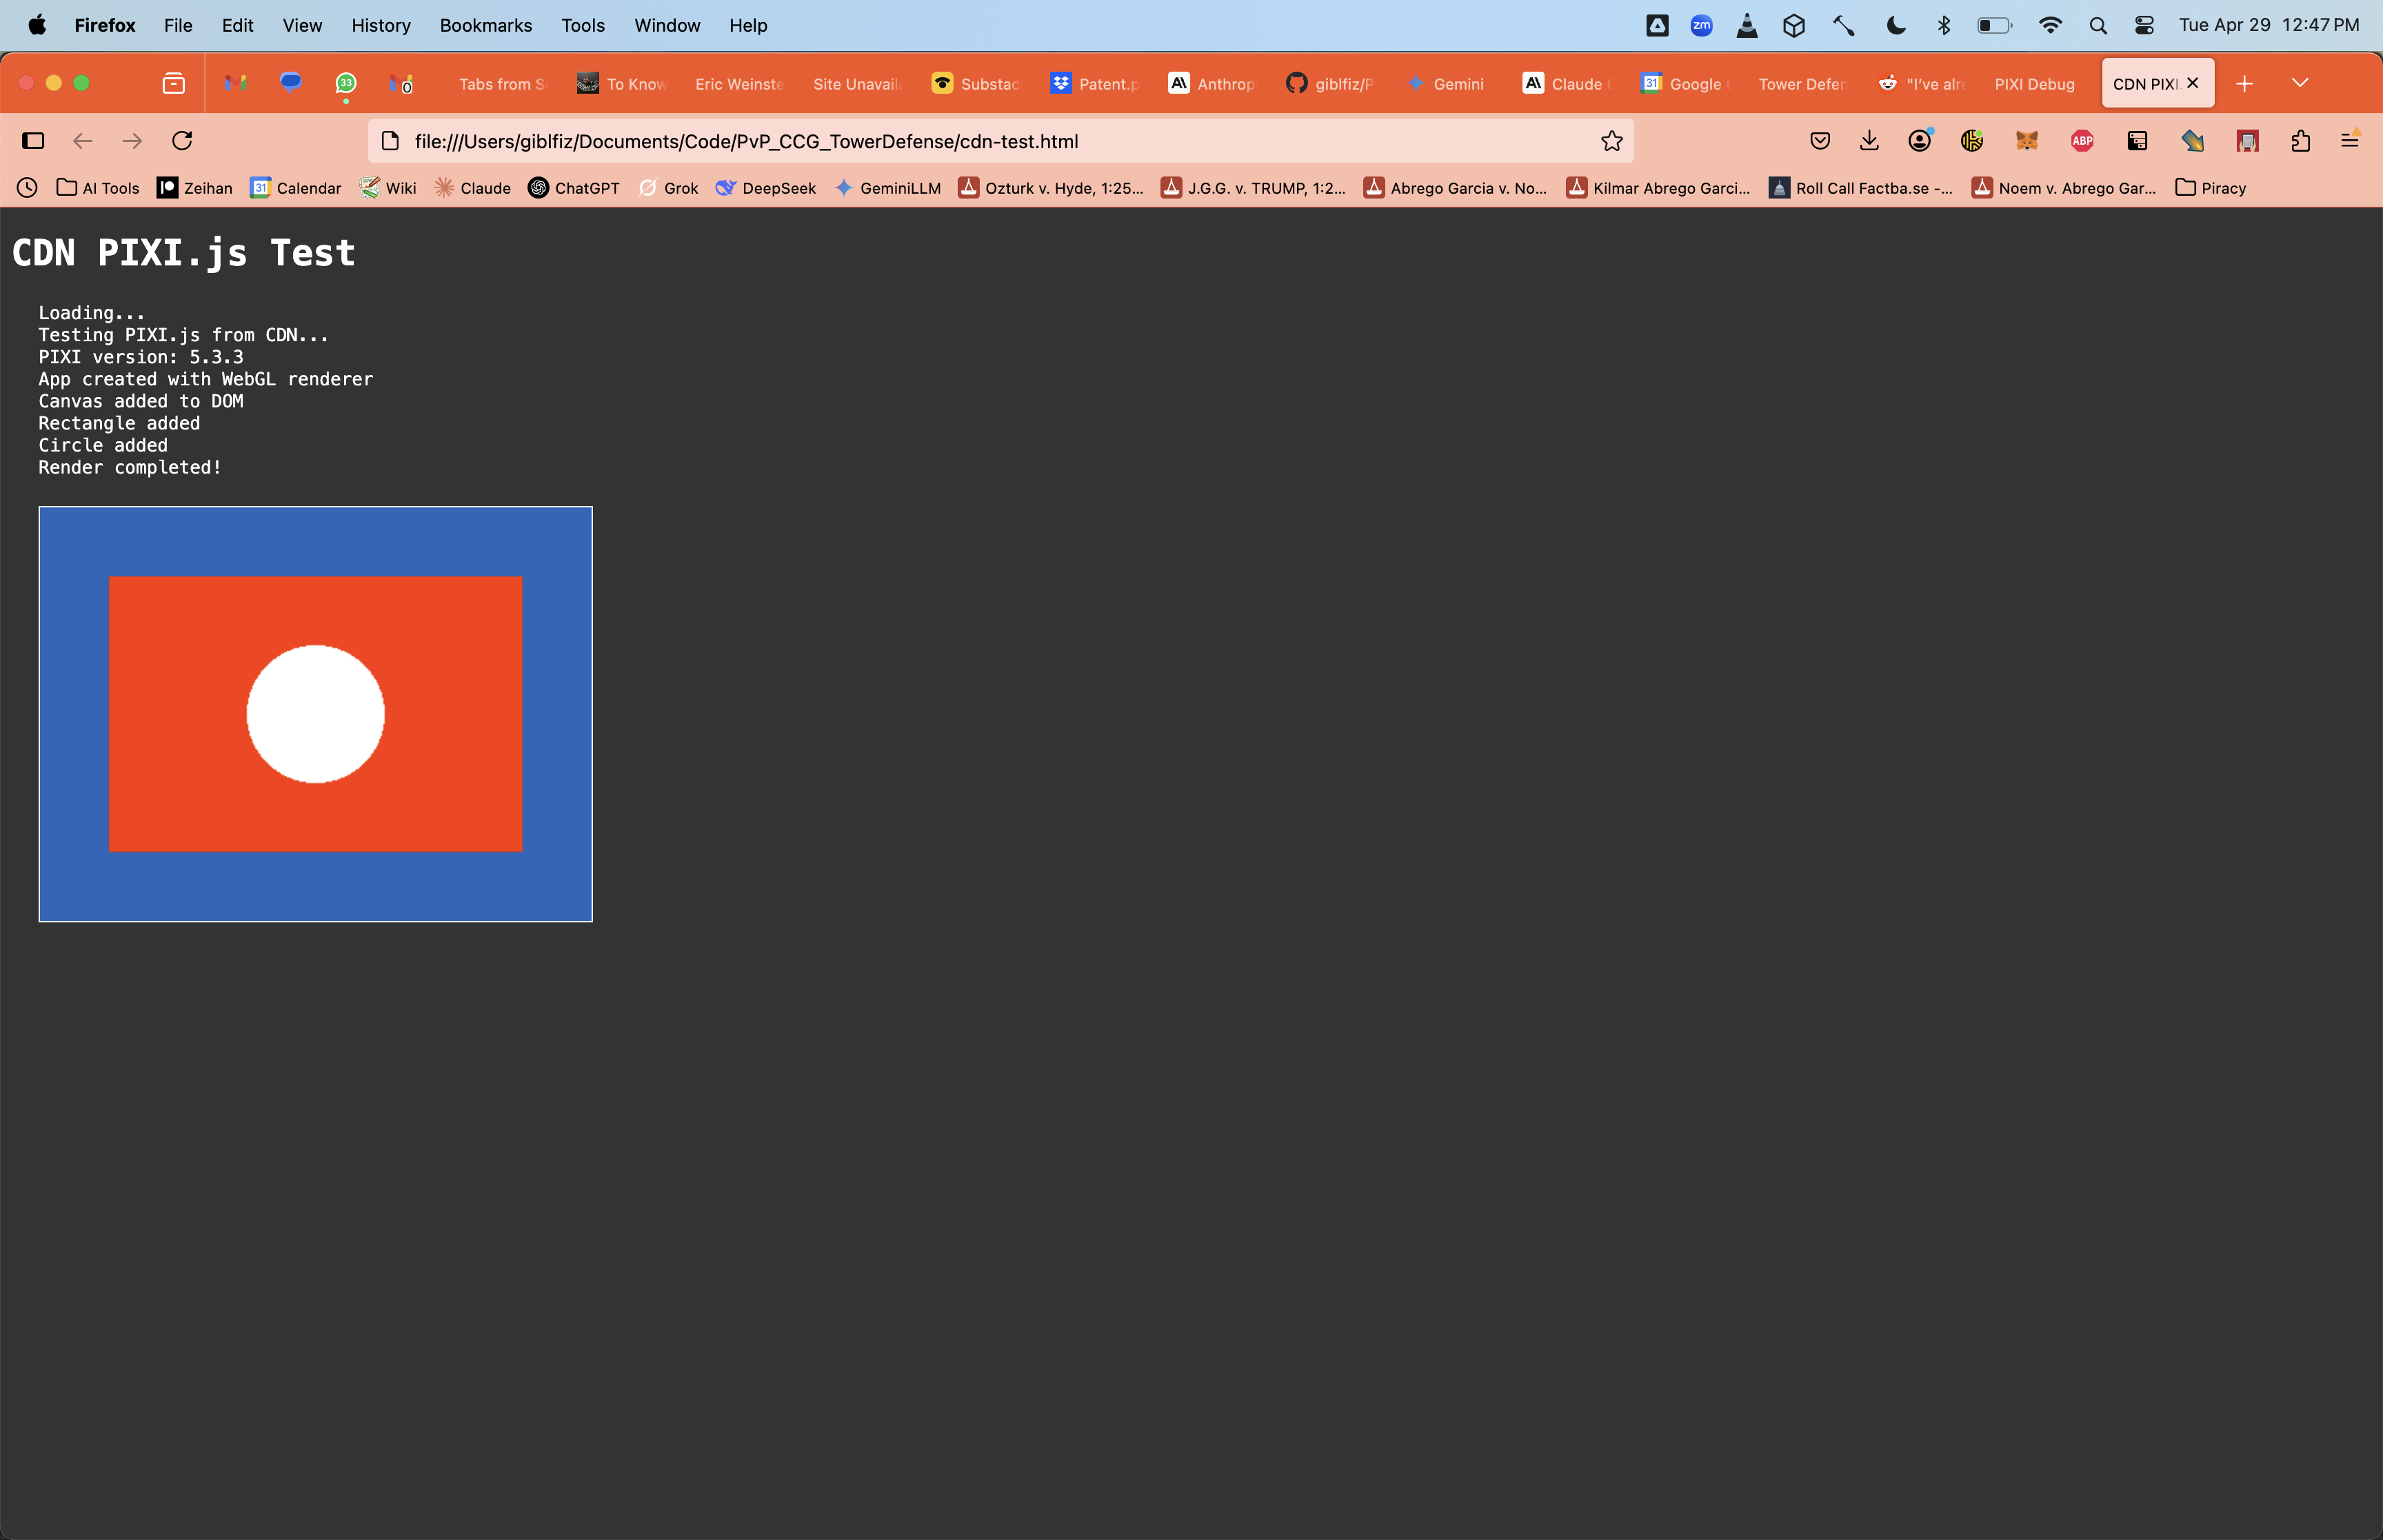 Firefox File Edit View History Bookmarks Tools Window Help zm Tue Apr 29 12:47 PM
33 0 Tabs from S To Know Eric Weinste Site Unavail Substac Patent.p Anthrop giblfiz/P Gemini Claude 31 Google Tower Defen "I've alre PIXI Debug CDN PIXI.
file:///Users/giblfiz/Documents/Code/PvP_CCG_TowerDefense/cdn-test.html ABP
AI Tools Zeihan 31 Calendar Wiki Claude ChatGPT Grok DeepSeek GeminiLLM Ozturk v. Hyde, 1:25... J.G.G. v. TRUMP, 1:2... Abrego Garcia v. No... Kilmar Abrego Garci... Roll Call Factba.se -... Noem v. Abrego Gar... Piracy
CDN PIXI.js Test
Loading...
Testing PIXI.js from CDN...
PIXI version: 5.3.3
App created with WebGL renderer
Canvas added to DOM
Rectangle added
Circle added
Render completed!